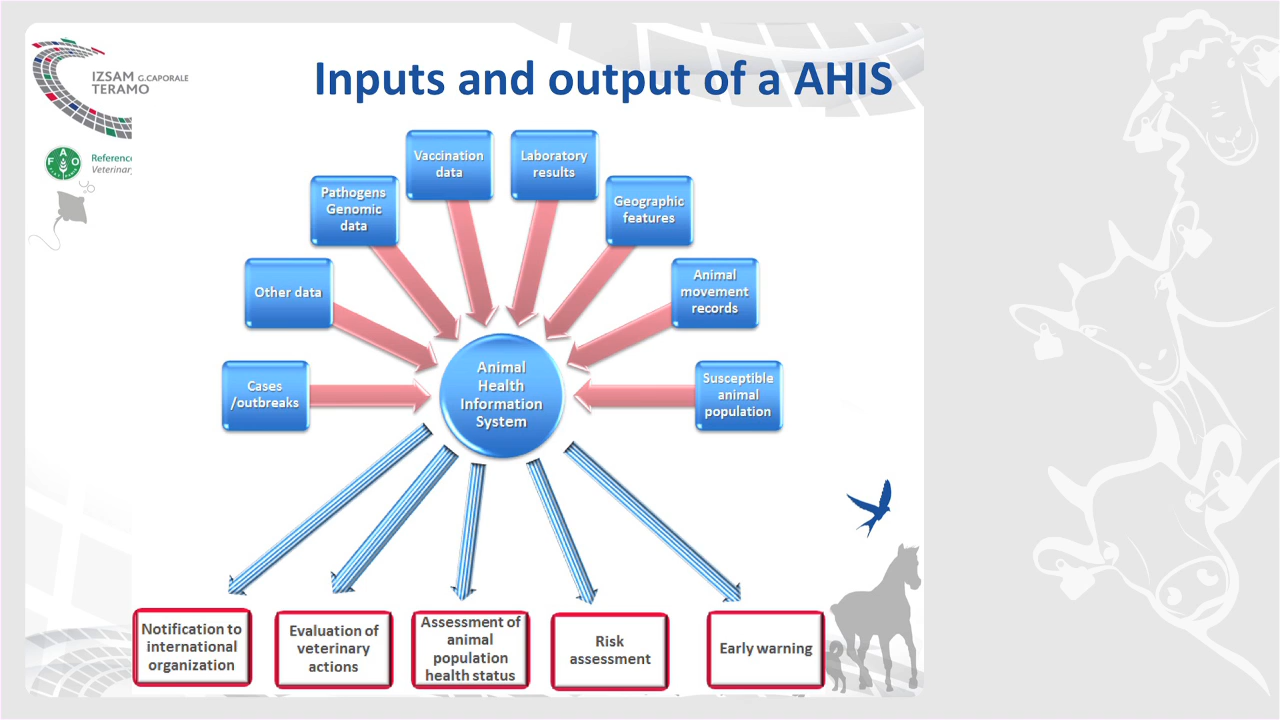 IZSAM G.CAPORALE
TERAMO
FAO
Reference
Veterinary
Inputs and output of a AHIS
Vaccination
data
Laboratory
results
Pathogens
Genomic
data
Geographic
features
Other data
Animal
movement
records
Cases
/outbreaks
Animal
Health
Information
System
Susceptible
animal
population
Notification to
international
organization
Evaluation of
veterinary
actions
Assessment of
animal
population
health status
Risk
assessment
Early warning